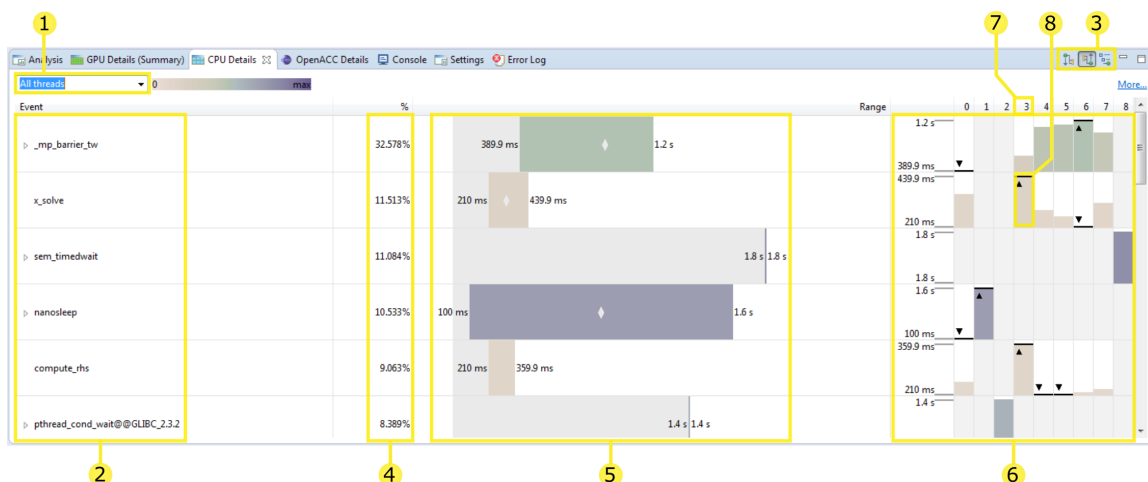 1 7 8 3
Analysis GPU Details (Summary) CPU Details OpenACC Details Console Settings Error Log
All threads 0 max More...
Event % Range 0 1 2 3 4 5 6 7 8
_mp_barrier_tw 32.578% 389.9 ms 1.2 s 1.2 s 389.9 ms
x_solve 11.513% 210 ms 439.9 ms 439.9 ms 210 ms
sem_timedwait 11.084% 1.8 s 1.8 s 1.8 s 1.8 s
nanosleep 10.533% 100 ms 1.6 s 1.6 s 100 ms
compute_rhs 9.063% 210 ms 359.9 ms 359.9 ms 210 ms
pthread_cond_wait@@GLIBC_2.3.2 8.389% 1.4 s 1.4 s 1.4 s
2 4 5 6